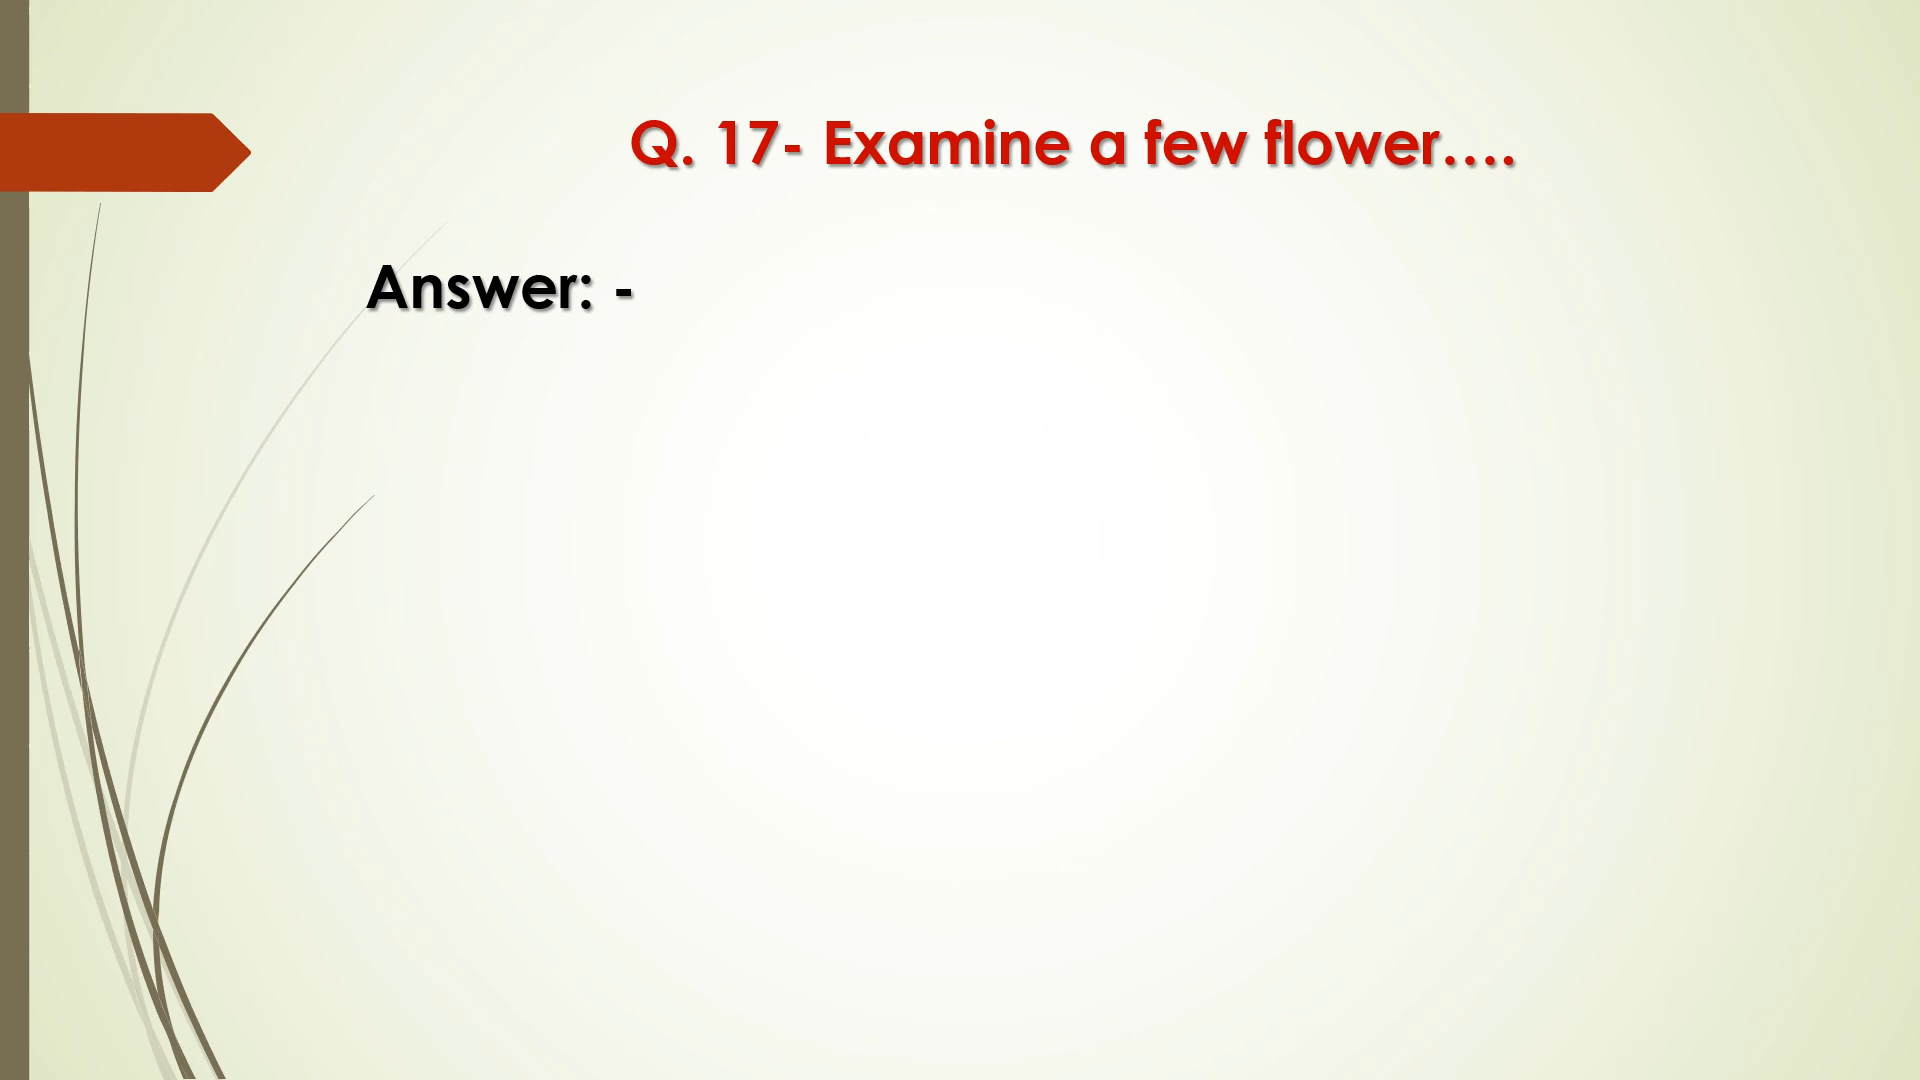 Q. 17- Examine a few flower....
Answer: -